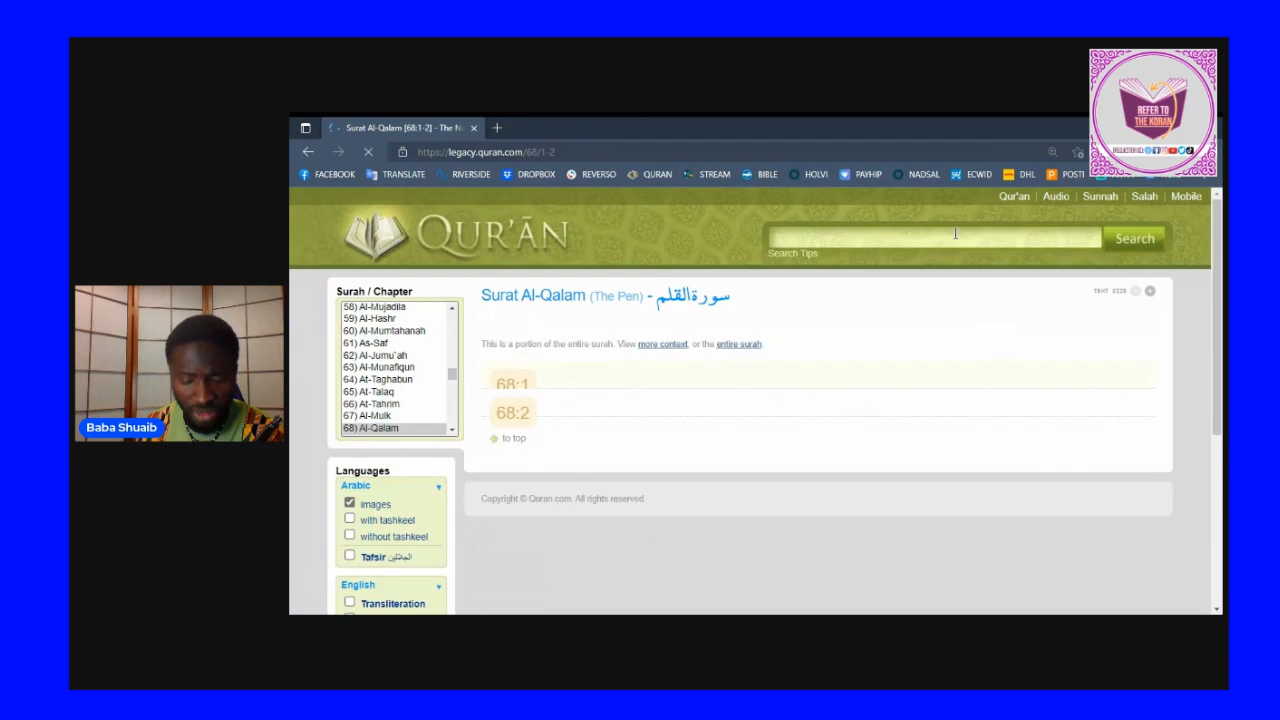 REFER TO
THE KORAN
Surat Al-Qalam [68:1-2] - The N
https://legacy.quran.com/68/1-2
FACEBOOK TRANSLATE RIVERSIDE DROPBOX REVERSO QURAN STREAM BIBLE HOLVI PAYHIP NADSAL ECWID DHL POSTI
Qur'an | Audio | Sunnah | Salah | Mobile
QUR'ĀN
Search
Search Tips
Surah / Chapter
58) Al-Mujadila
59) Al-Hashr
60) Al-Mumtahanah
61) As-Saf
62) Al-Jumu`ah
63) Al-Munafiqun
64) At-Taghabun
65) At-Talaq
66) At-Tahrim
67) Al-Mulk
68) Al-Qalam
Surat Al-Qalam (The Pen) - سورة القلم
TEXT SIZE
This is a portion of the entire surah. View more context, or the entire surah.
68:1
68:2
to top
Copyright © Quran.com. All rights reserved.
Baba Shuaib
Languages
Arabic
images
with tashkeel
without tashkeel
Tafsir الجلالين
English
Transliteration